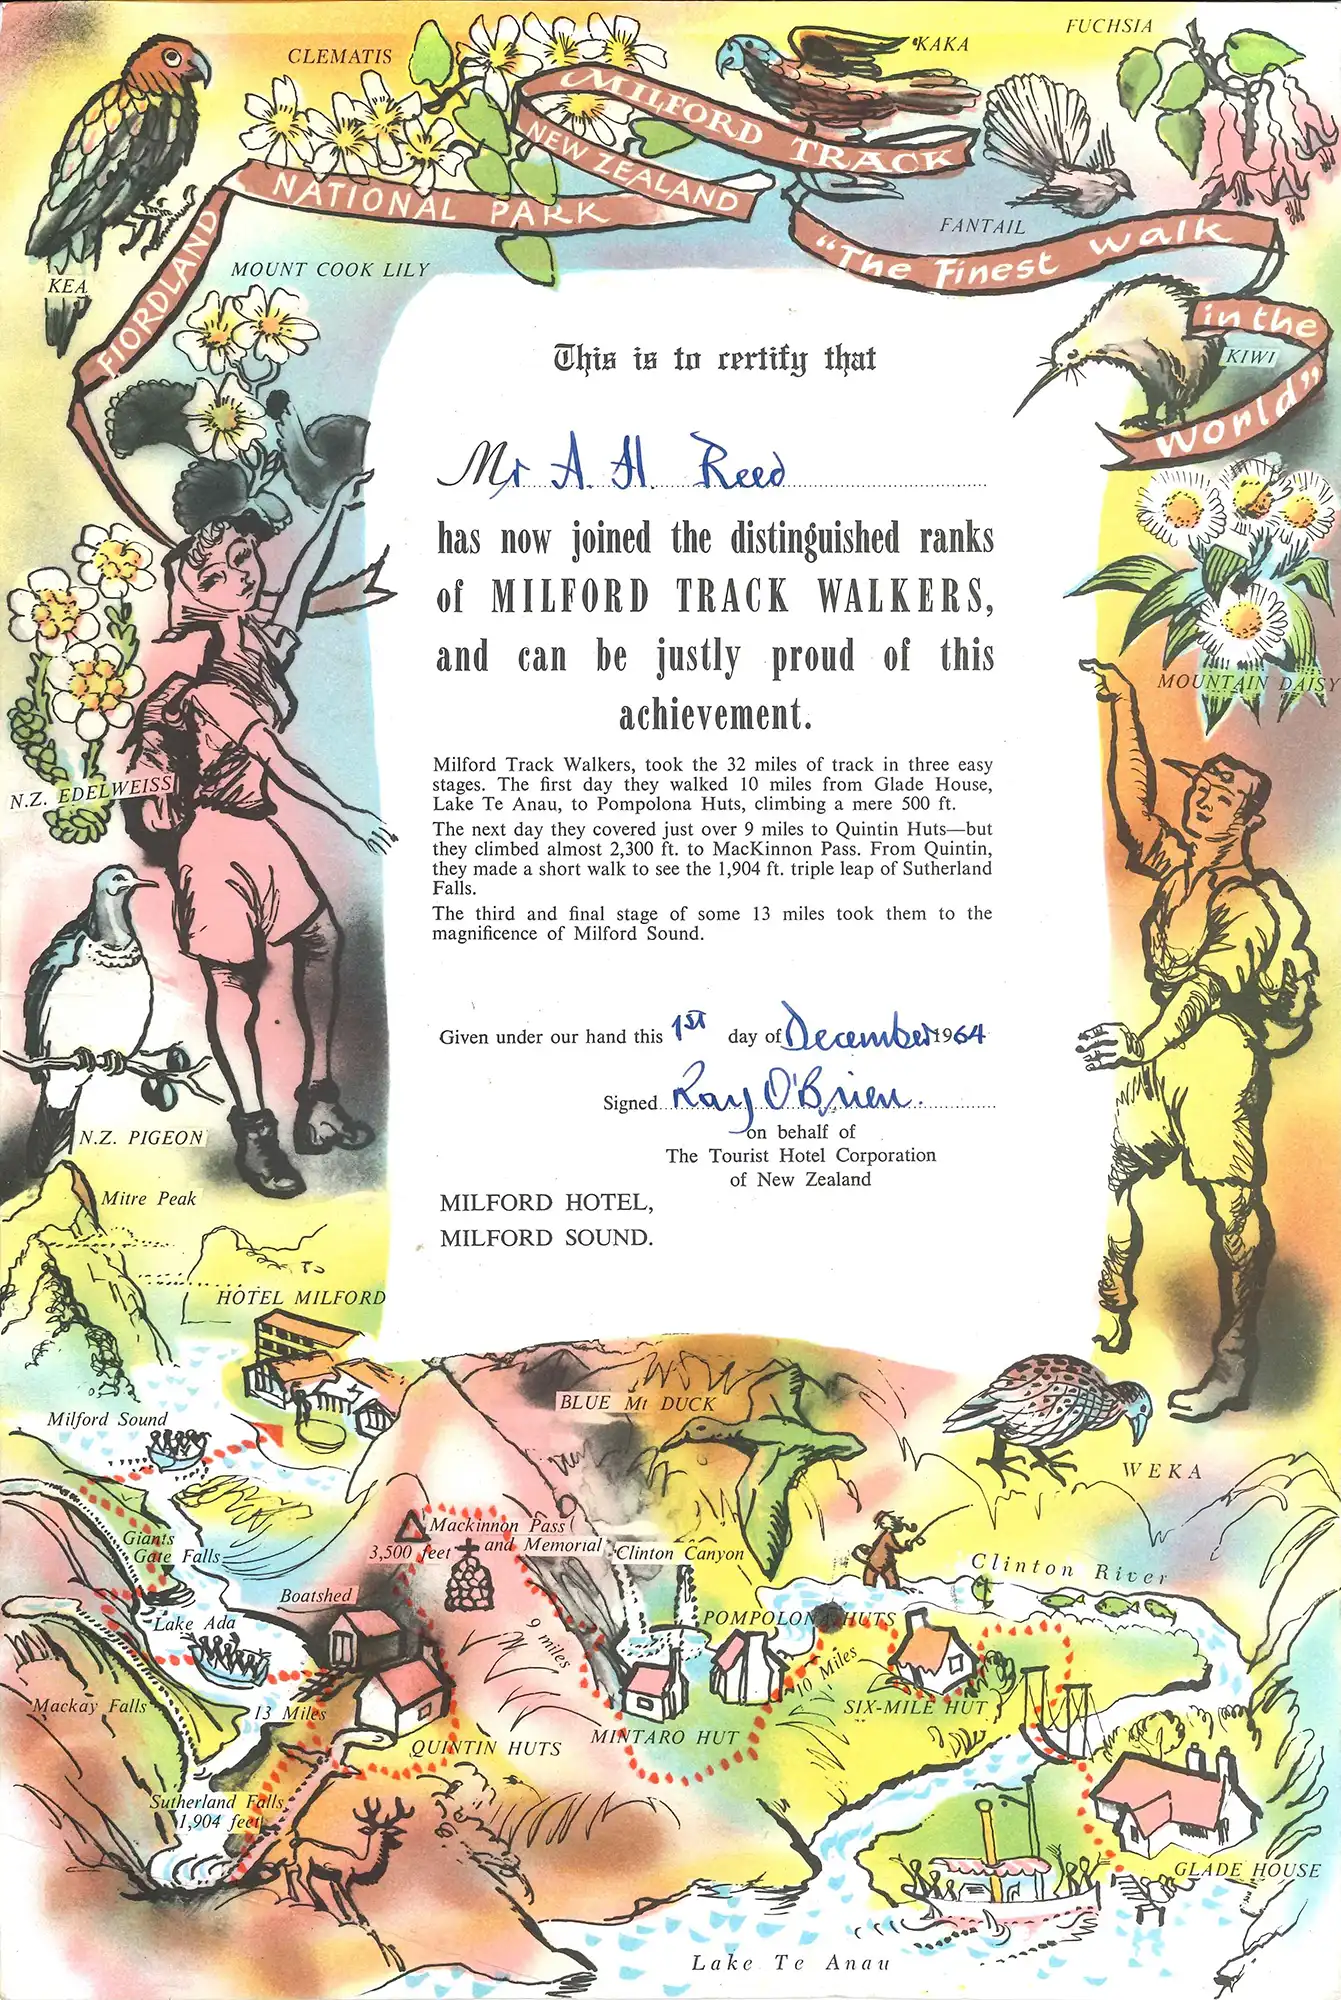 CLEMATIS
KAKA
FUCHSIA
MILFORD TRACK
NEW ZEALAND
FIORDLAND NATIONAL PARK
KEA
MOUNT COOK LILY
FANTAIL
"The Finest Walk
in the
World"
KIWI
This is to certify that
Mr A. H. Reed
has now joined the distinguished ranks
of MILFORD TRACK WALKERS,
and can be justly proud of this
achievement.
MOUNTAIN DAISY
N.Z. EDELWEISS
Milford Track Walkers, took the 32 miles of track in three easy
stages. The first day they walked 10 miles from Glade House,
Lake Te Anau, to Pompolona Huts, climbing a mere 500 ft.
The next day they covered just over 9 miles to Quintin Huts—but
they climbed almost 2,300 ft. to MacKinnon Pass. From Quintin,
they made a short walk to see the 1,904 ft. triple leap of Sutherland
Falls.
The third and final stage of some 13 miles took them to the
magnificence of Milford Sound.
Given under our hand this 1st day of December 1964
Signed Ray O'Brien.
on behalf of
The Tourist Hotel Corporation
of New Zealand
MILFORD HOTEL,
MILFORD SOUND.
N.Z. PIGEON
Mitre Peak
HOTEL MILFORD
Milford Sound
BLUE Mt DUCK
WEKA
Giants
Gate Falls
Mackinnon Pass
and Memorial
3,500 feet
Clinton Canyon
Clinton River
Boatshed
Lake Ada
POMPOLONA HUTS
9 miles
10 Miles
Mackay Falls
13 Miles
SIX-MILE HUT
QUINTIN HUTS
MINTARO HUT
Sutherland Falls
1,904 feet
GLADE HOUSE
Lake Te Anau